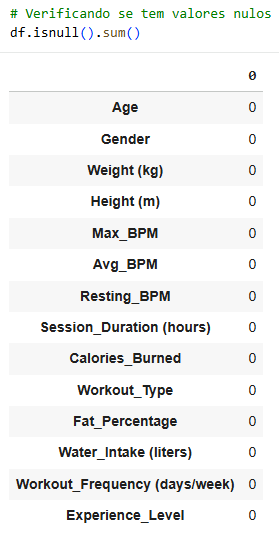 # Verificando se tem valores nulos
df.isnull().sum()
0
Age 0
Gender 0
Weight (kg) 0
Height (m) 0
Max_BPM 0
Avg_BPM 0
Resting_BPM 0
Session_Duration (hours) 0
Calories_Burned 0
Workout_Type 0
Fat_Percentage 0
Water_Intake (liters) 0
Workout_Frequency (days/week) 0
Experience_Level 0